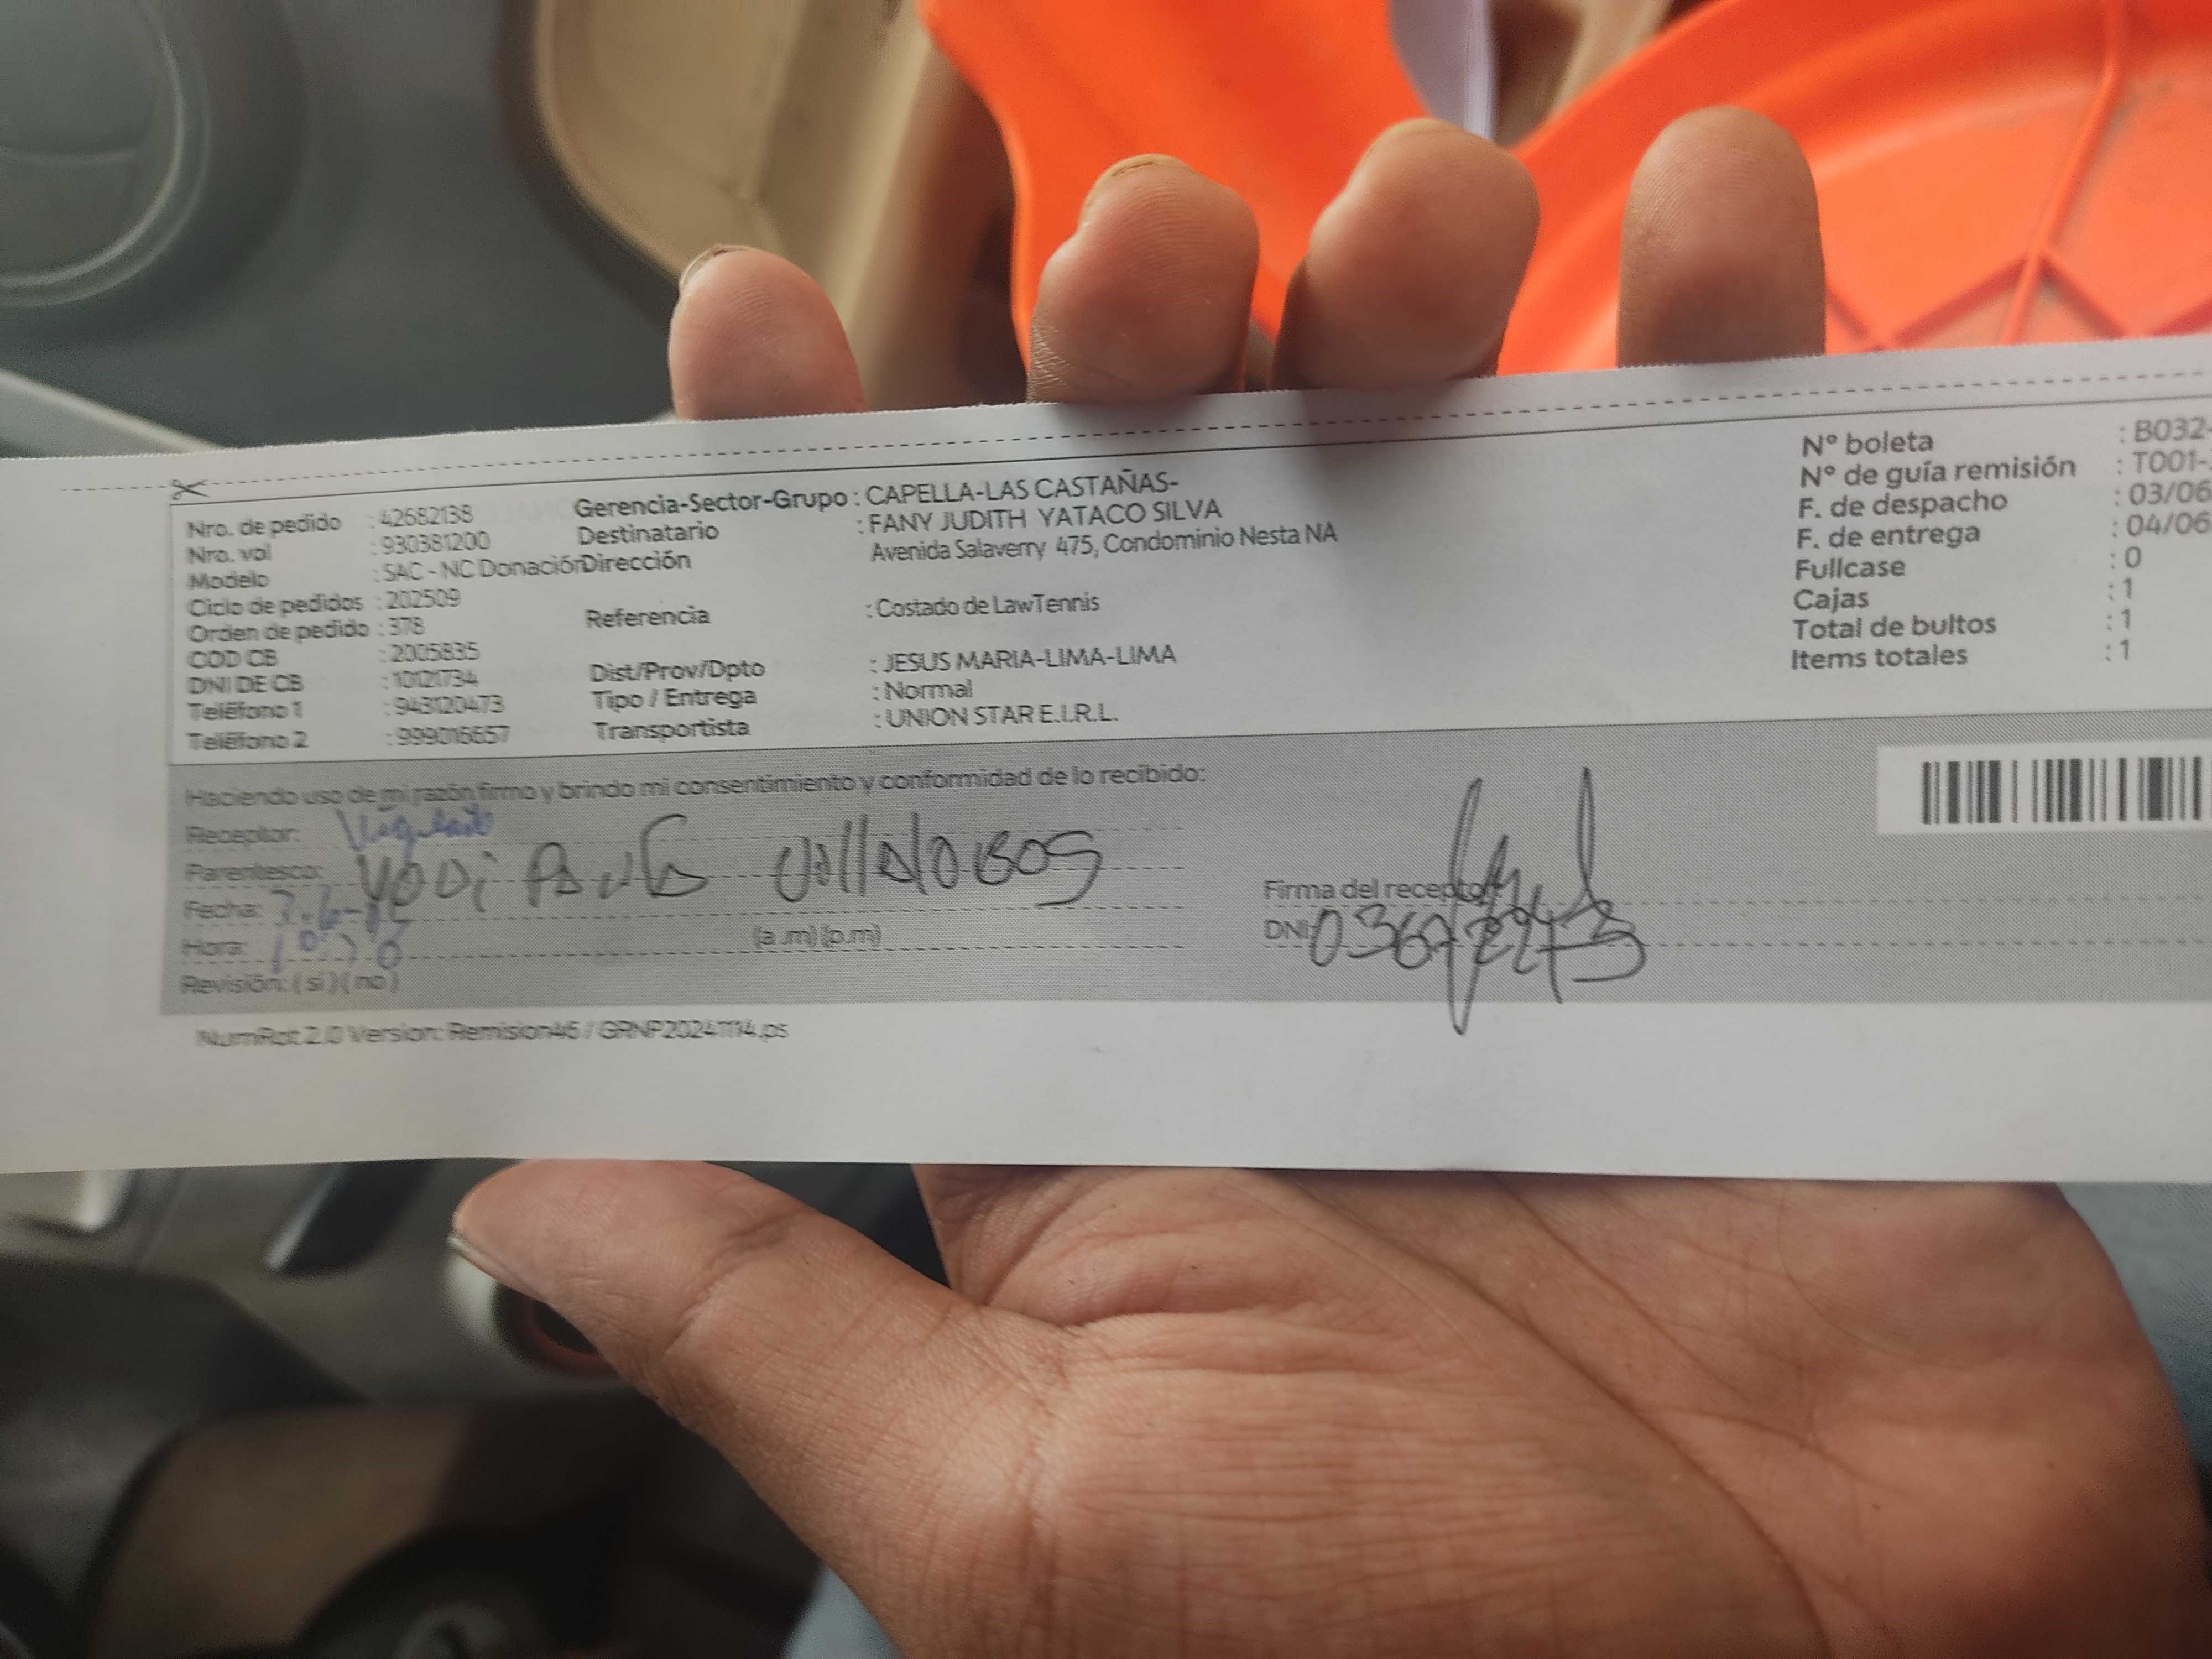 Nro. de pedido : 42682138
Nro. vol : 930381200
Modelo : SAC - NC Donación
Ciclo de pedidos : 202509
Orden de pedido : 378
COD CB : 2005835
DNI DE CB : 10121734
Teléfono 1 : 943120473
Teléfono 2 : 999016657
Gerencia-Sector-Grupo : CAPELLA-LAS CASTAÑAS-
Destinatario : FANY JUDITH YATACO SILVA
Dirección Avenida Salaverry 475, Condominio Nesta NA
Referencia : Costado de LawTennis
Dist/Prov/Dpto : JESUS MARIA-LIMA-LIMA
Tipo / Entrega : Normal
Transportista : UNION STAR E.I.R.L.
N° boleta : B032-
N° de guía remisión : T001-
F. de despacho : 03/06
F. de entrega : 04/06
Fullcase : 0
Cajas : 1
Total de bultos : 1
Items totales : 1
Haciendo uso de mi razón firmo y brindo mi consentimiento y conformidad de lo recibido:
Receptor:
Parentesco: Villalobos
Fecha:
Hora: (a.m) (p.m)
Revisión: ( si ) ( no )
Firma del receptor:
DNI:
NumRot 2.0 Version: Remision46 / GRNP20241114.ps